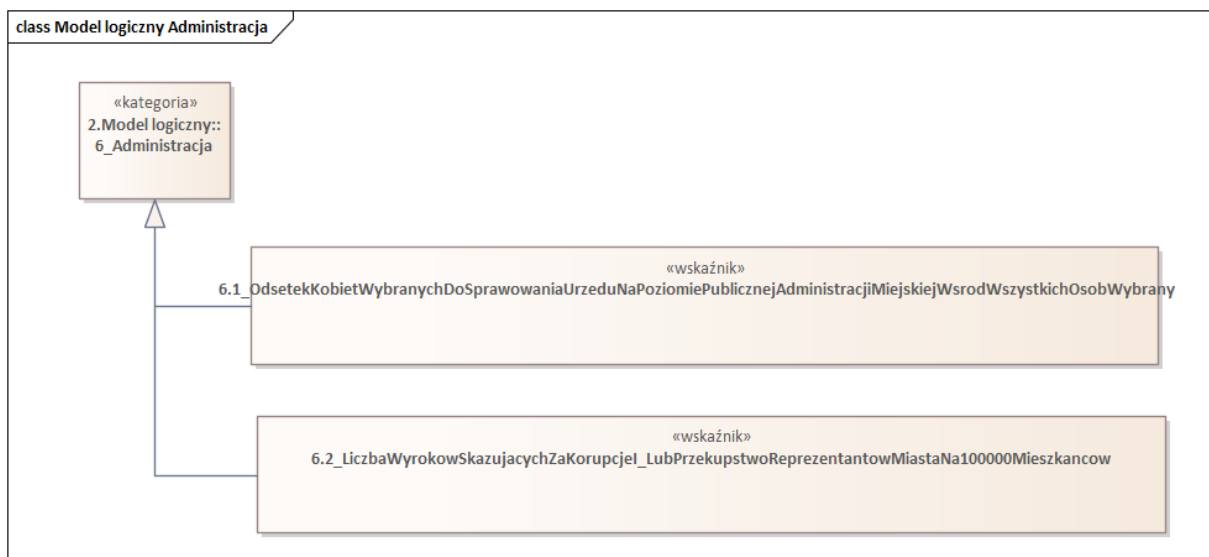 class Model logiczny Administracja
«kategoria»
2.Model logiczny::
6_Administracja
«wskaźnik»
6.1_OdsetekKobietWybranychDoSprawowaniaUrzeduNaPoziomiePublicznejAdministracjiMiejskiejWsrodWszystkichOsobWybrany
«wskaźnik»
6.2_LiczbaWyrokowSkazujacychZaKorupcjeI_LubPrzekupstwoReprezentantowMiastaNa100000Mieszkancow